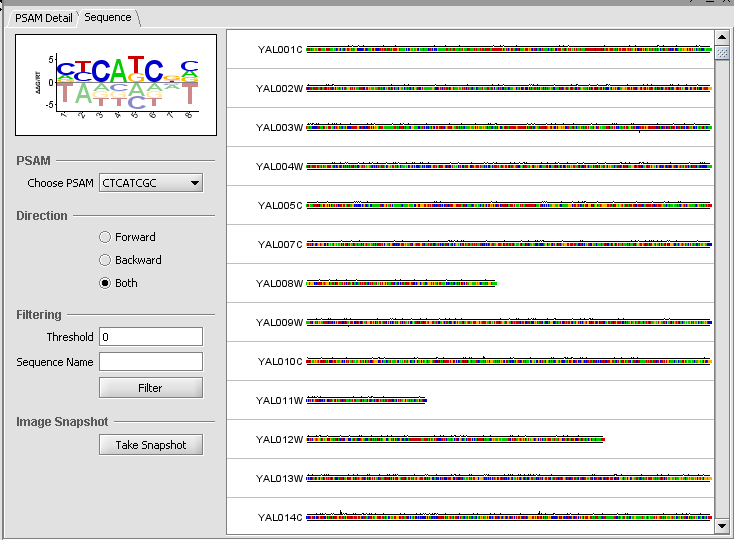 PSAM Detail Sequence
5
0
-5
ΔΔG/RT
1 2 3 4 5 6 7 8
PSAM
Choose PSAM CTCATCGC
Direction
Forward
Backward
Both
Filtering
Threshold 0
Sequence Name
Filter
Image Snapshot
Take Snapshot
YAL001C
YAL002W
YAL003W
YAL004W
YAL005C
YAL007C
YAL008W
YAL009W
YAL010C
YAL011W
YAL012W
YAL013W
YAL014C